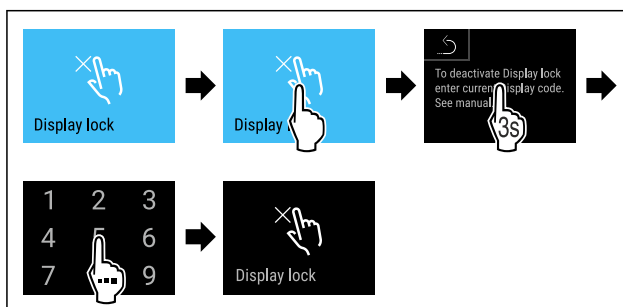 Display lock
Display l
To deactivate Display lock
enter current display code.
See manual.
3s
1 2 3
4 5 6
7 9
Display lock